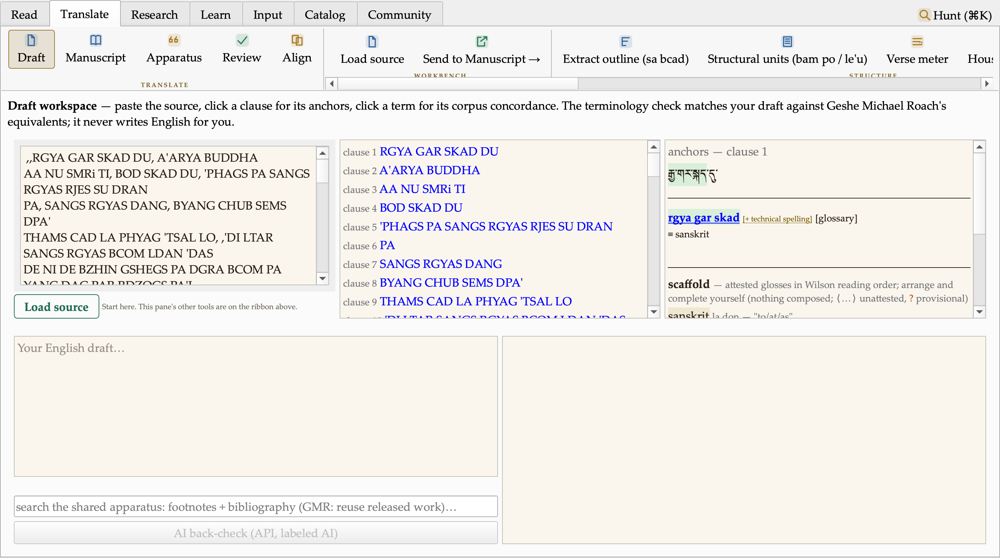 Read
Translate
Research
Learn
Input
Catalog
Community
Hunt (⌘K)
Draft
Manuscript
Apparatus
Review
Align
TRANSLATE
Load source
Send to Manuscript →
WORKBENCH
Extract outline (sa bcad)
Structural units (bam po / le'u)
Verse meter
STRUCTURE
Draft workspace — paste the source, click a clause for its anchors, click a term for its corpus concordance. The terminology check matches your draft against Geshe Michael Roach's
equivalents; it never writes English for you.
,,RGYA GAR SKAD DU, A'ARYA BUDDHA
AA NU SMRi TI, BOD SKAD DU, 'PHAGS PA SANGS
RGYAS RJES SU DRAN
PA, SANGS RGYAS DANG, BYANG CHUB SEMS
DPA'
THAMS CAD LA PHYAG 'TSAL LO, ,'DI LTAR
SANGS RGYAS BCOM LDAN 'DAS
DE NI DE BZHIN GSHEGS PA DGRA BCOM PA
YANG DAG PAR RDZOGS PA'I
Load source
Start here. This pane's other tools are on the ribbon above.
clause 1 RGYA GAR SKAD DU
clause 2 A'ARYA BUDDHA
clause 3 AA NU SMRi TI
clause 4 BOD SKAD DU
clause 5 'PHAGS PA SANGS RGYAS RJES SU DRAN
clause 6 PA
clause 7 SANGS RGYAS DANG
clause 8 BYANG CHUB SEMS DPA'
clause 9 THAMS CAD LA PHYAG 'TSAL LO
'DI LTAR SANGS RGYAS BCOM LDAN 'DAS
anchors — clause 1
རྒྱ་གར་སྐད་དུ་
rgya gar skad [+ technical spelling] [glossary]
≡ sanskrit
scaffold — attested glosses in Wilson reading order; arrange and
complete yourself (nothing composed; ⟨…⟩ unattested, ? provisional)
sanskrit la don — "to/at/as"
Your English draft…
search the shared apparatus: footnotes + bibliography (GMR: reuse released work)…
AI back-check (API, labeled AI)